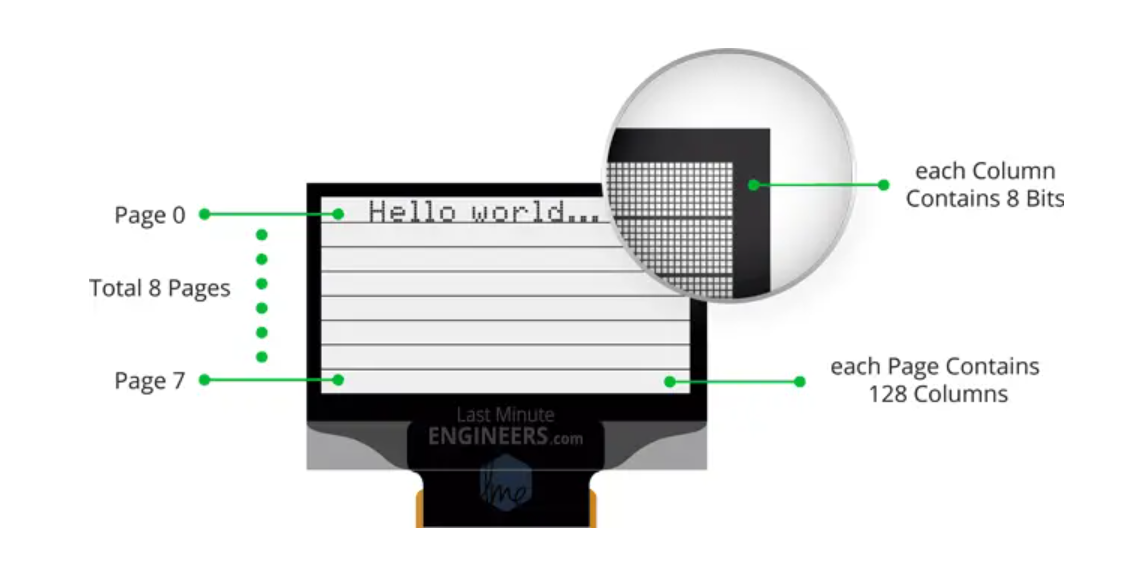 each Column
Contains 8 Bits
Page 0
Hello world...
Total 8 Pages
Page 7
each Page Contains
128 Columns
Last Minute
ENGINEERS.com
lme